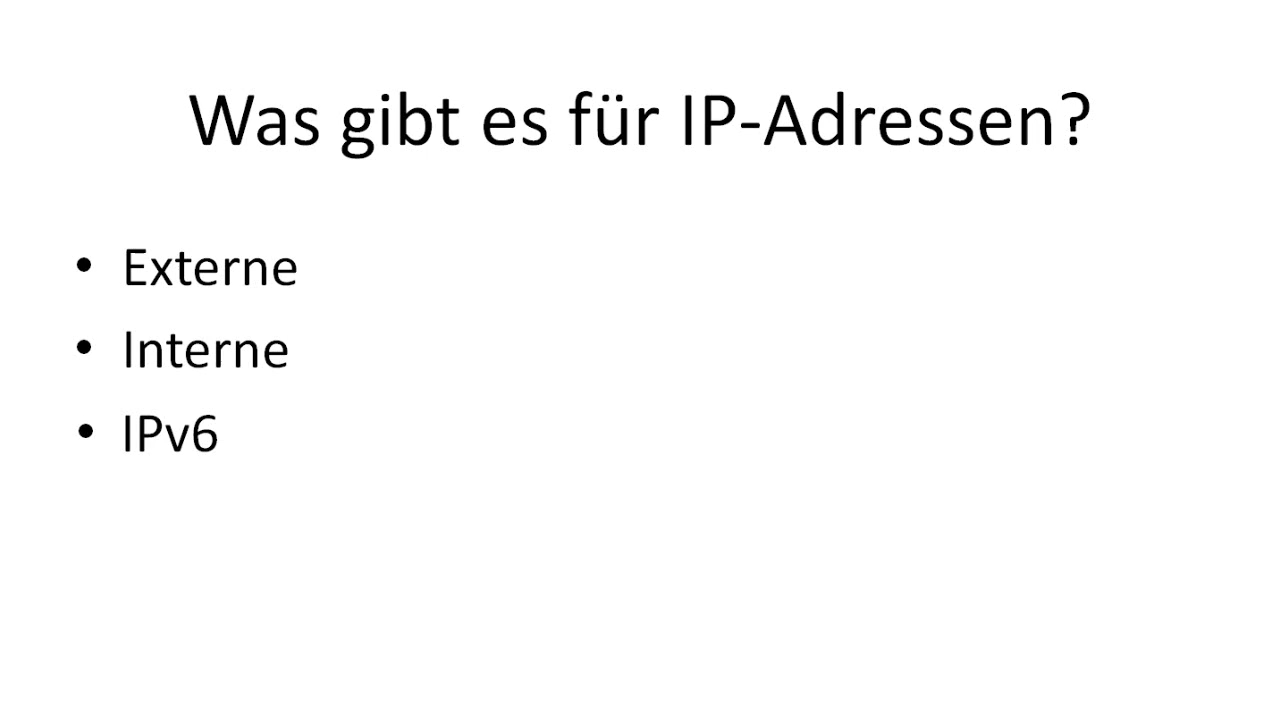 Was gibt es für IP-Adressen?
• Externe
• Interne
• IPv6